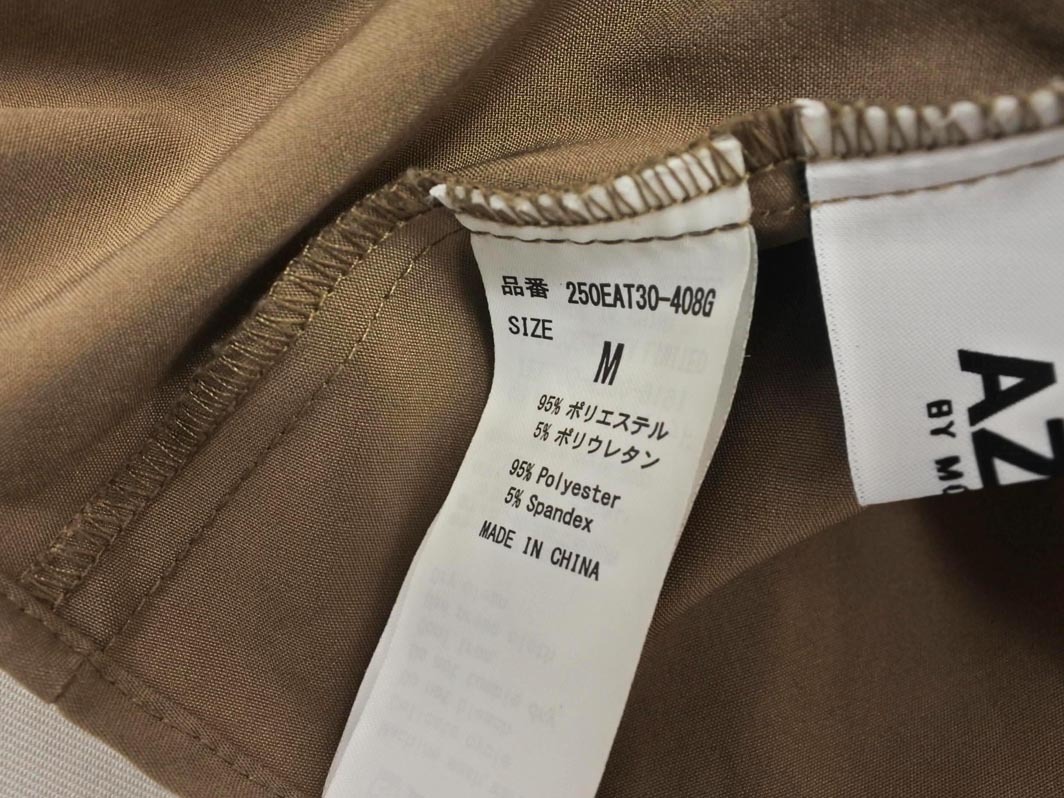 品番 250EAT30-408G
SIZE
M
95% ポリエステル
5% ポリウレタン
95% Polyester
5% Spandex
MADE IN CHINA
AZ
BY MO